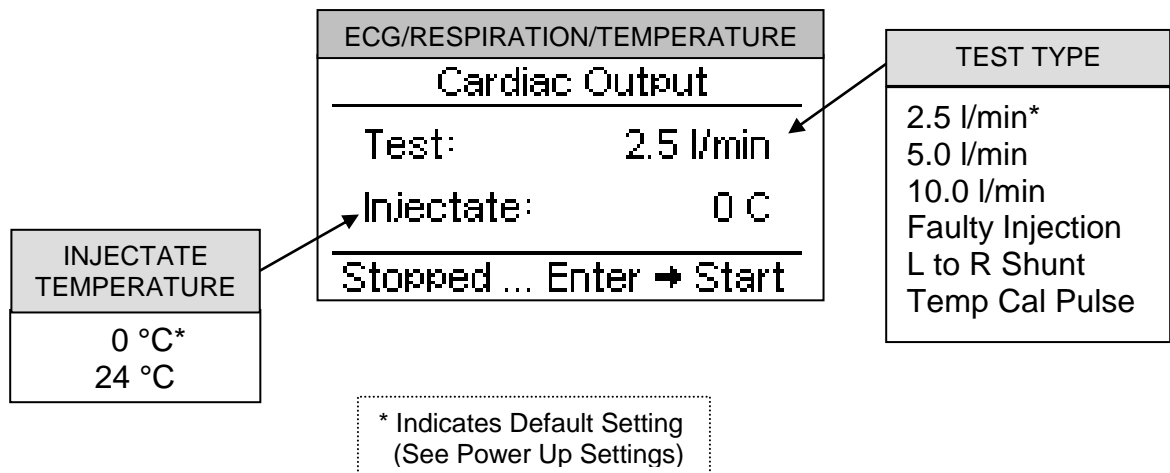 ECG/RESPIRATION/TEMPERATURE
Cardiac Output
Test: 2.5 l/min
Injectate: 0 C
Stopped ... Enter ➔ Start
TEST TYPE
2.5 l/min*
5.0 l/min
10.0 l/min
Faulty Injection
L to R Shunt
Temp Cal Pulse
INJECTATE
TEMPERATURE
0 °C*
24 °C
* Indicates Default Setting
(See Power Up Settings)